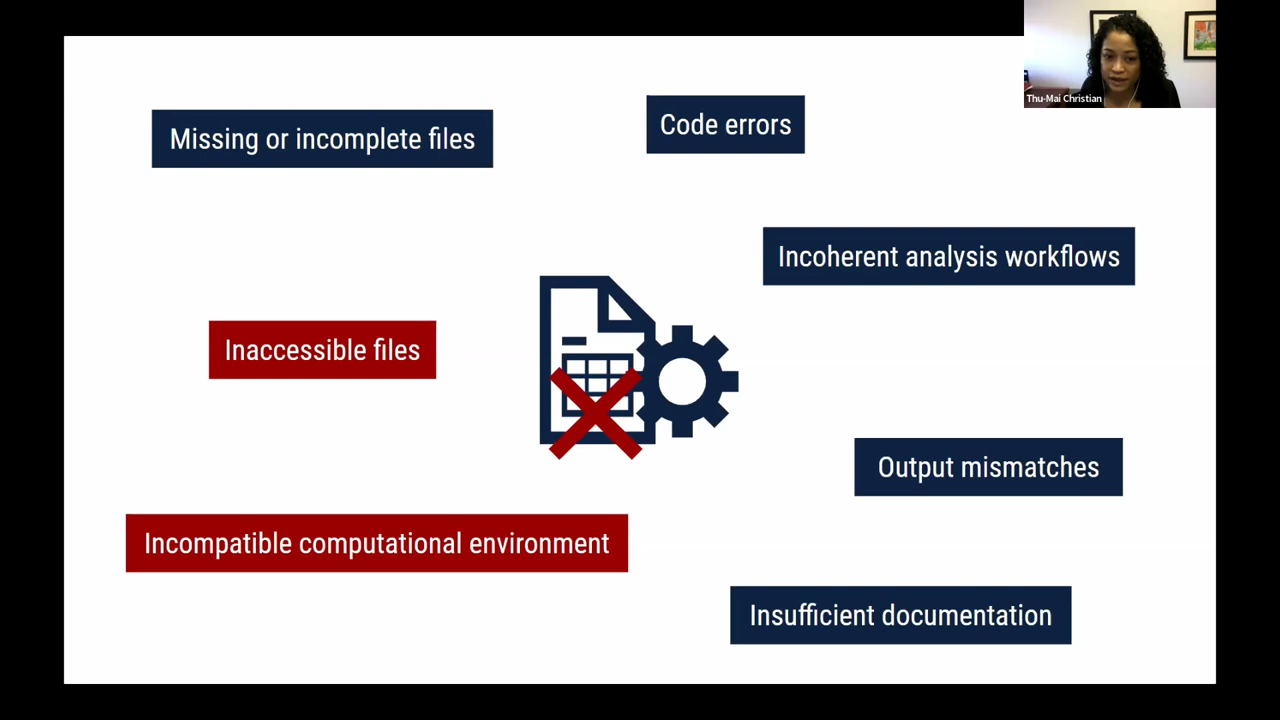 Thu-Mai Christian
Missing or incomplete files
Code errors
Incoherent analysis workflows
Inaccessible files
Output mismatches
Incompatible computational environment
Insufficient documentation